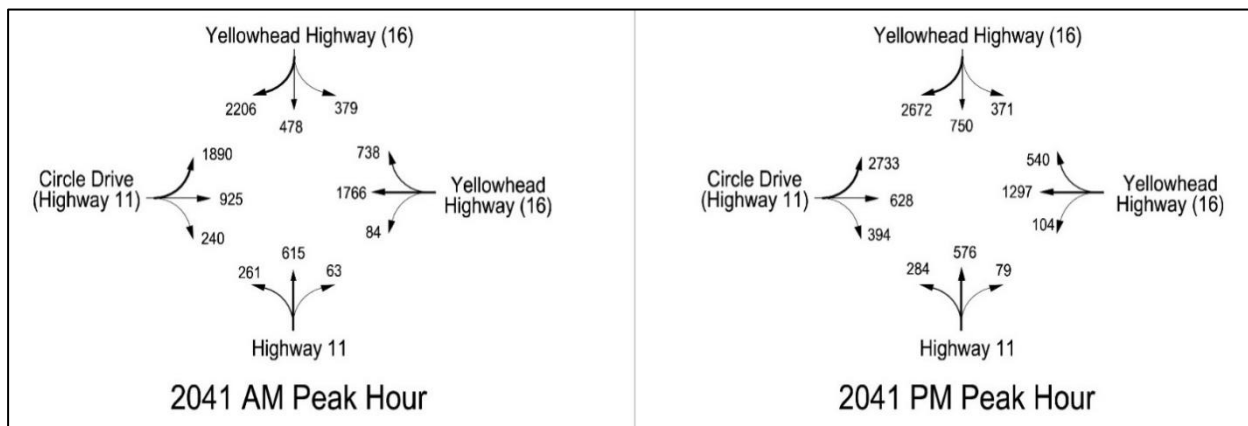 Yellowhead Highway (16)
2206
478
379
1890
738
Circle Drive
(Highway 11)
925
1766
Yellowhead
Highway (16)
240
84
615
261
63
Highway 11
2041 AM Peak Hour
Yellowhead Highway (16)
2672
750
371
2733
540
Circle Drive
(Highway 11)
628
1297
Yellowhead
Highway (16)
394
104
576
284
79
Highway 11
2041 PM Peak Hour